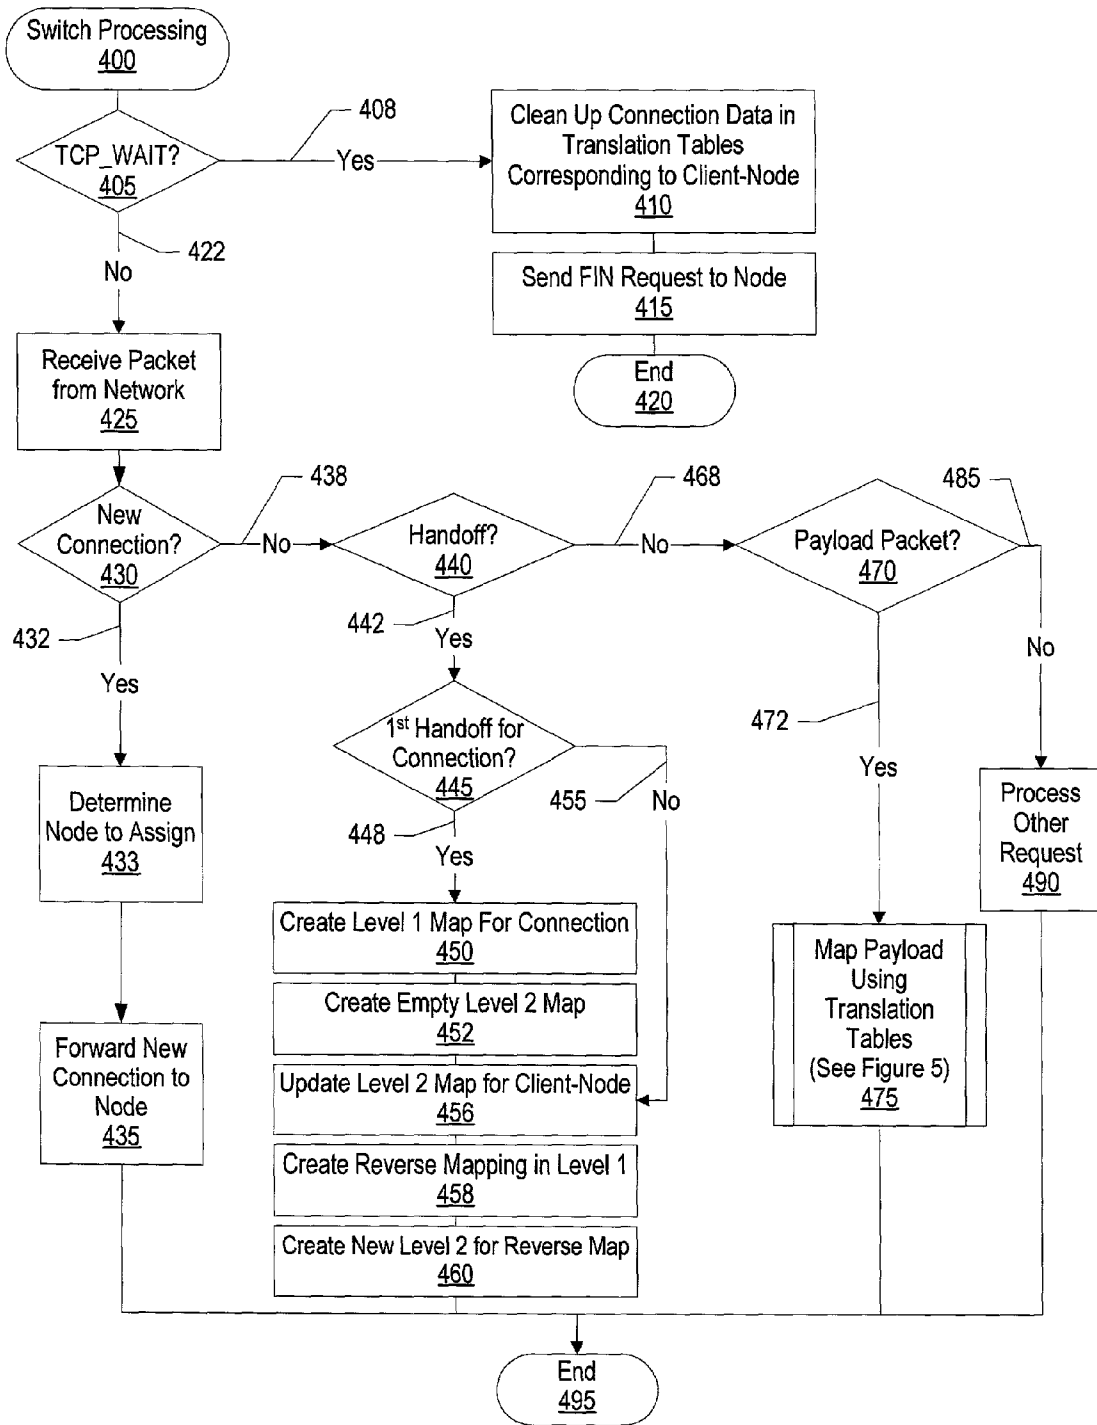 Switch Processing
400
408
TCP_WAIT?
405
Yes
Clean Up Connection Data in
Translation Tables
Corresponding to Client-Node
410
422
No
Send FIN Request to Node
415
End
420
Receive Packet
from Network
425
438
468
485
New
Connection?
430
No
Handoff?
440
No
Payload Packet?
470
432
Yes
442
Yes
472
Yes
No
1st Handoff for
Connection?
445
455
No
448
Yes
Determine
Node to Assign
433
Process
Other
Request
490
Create Level 1 Map For Connection
450
Create Empty Level 2 Map
452
Update Level 2 Map for Client-Node
456
Create Reverse Mapping in Level 1
458
Create New Level 2 for Reverse Map
460
Map Payload
Using
Translation
Tables
(See Figure 5)
475
Forward New
Connection to
Node
435
End
495